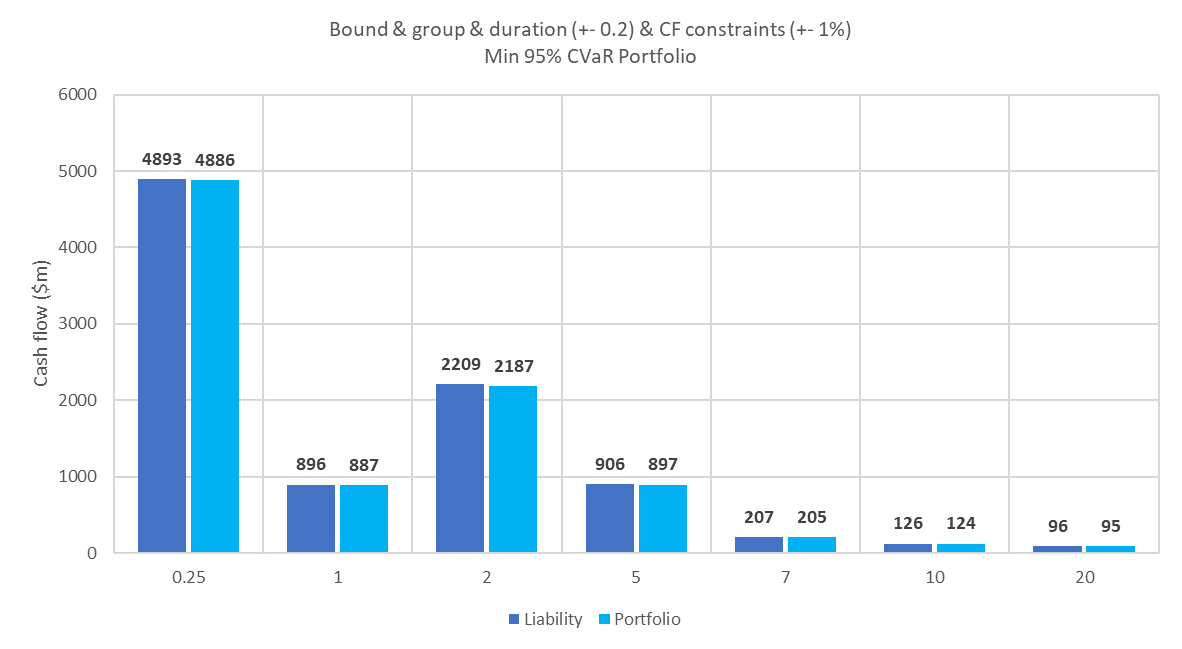 Bound & group & duration (+- 0.2) & CF constraints (+- 1%)
Min 95% CVaR Portfolio
Cash flow ($m)
6000
5000
4000
3000
2000
1000
0
4893 4886
896 887
2209 2187
906 897
207 205
126 124
96 95
0.25 1 2 5 7 10 20
Liability Portfolio